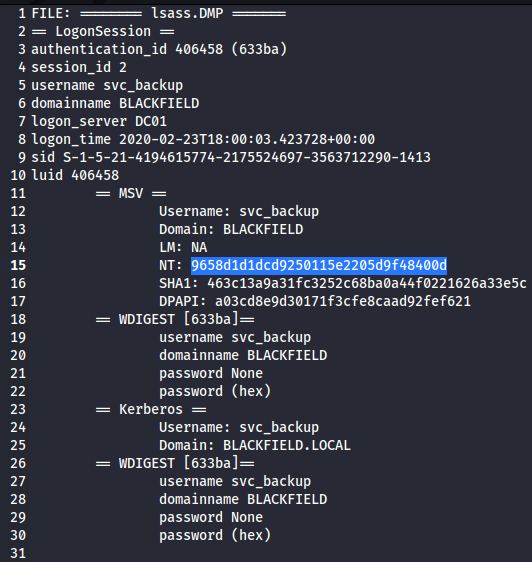 1 FILE: ======== lsass.DMP =======
2 == LogonSession ==
3 authentication_id 406458 (633ba)
4 session_id 2
5 username svc_backup
6 domainname BLACKFIELD
7 logon_server DC01
8 logon_time 2020-02-23T18:00:03.423728+00:00
9 sid S-1-5-21-4194615774-2175524697-3563712290-1413
10 luid 406458
11 == MSV ==
12 Username: svc_backup
13 Domain: BLACKFIELD
14 LM: NA
15 NT: 9658d1d1dcd9250115e2205d9f48400d
16 SHA1: 463c13a9a31fc3252c68ba0a44f0221626a33e5c
17 DPAPI: a03cd8e9d30171f3cfe8caad92fef621
18 == WDIGEST [633ba]==
19 username svc_backup
20 domainname BLACKFIELD
21 password None
22 password (hex)
23 == Kerberos ==
24 Username: svc_backup
25 Domain: BLACKFIELD.LOCAL
26 == WDIGEST [633ba]==
27 username svc_backup
28 domainname BLACKFIELD
29 password None
30 password (hex)
31